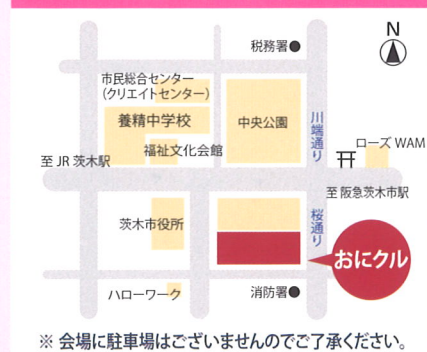 N
税務署
市民総合センター
(クリエイトセンター)
養精中学校
中央公園
川端通り
ローズ WAM
福祉文化会館
至 JR 茨木駅
至 阪急茨木市駅
茨木市役所
桜通り
おにクル
ハローワーク
消防署
※ 会場に駐車場はございませんのでご了承ください。